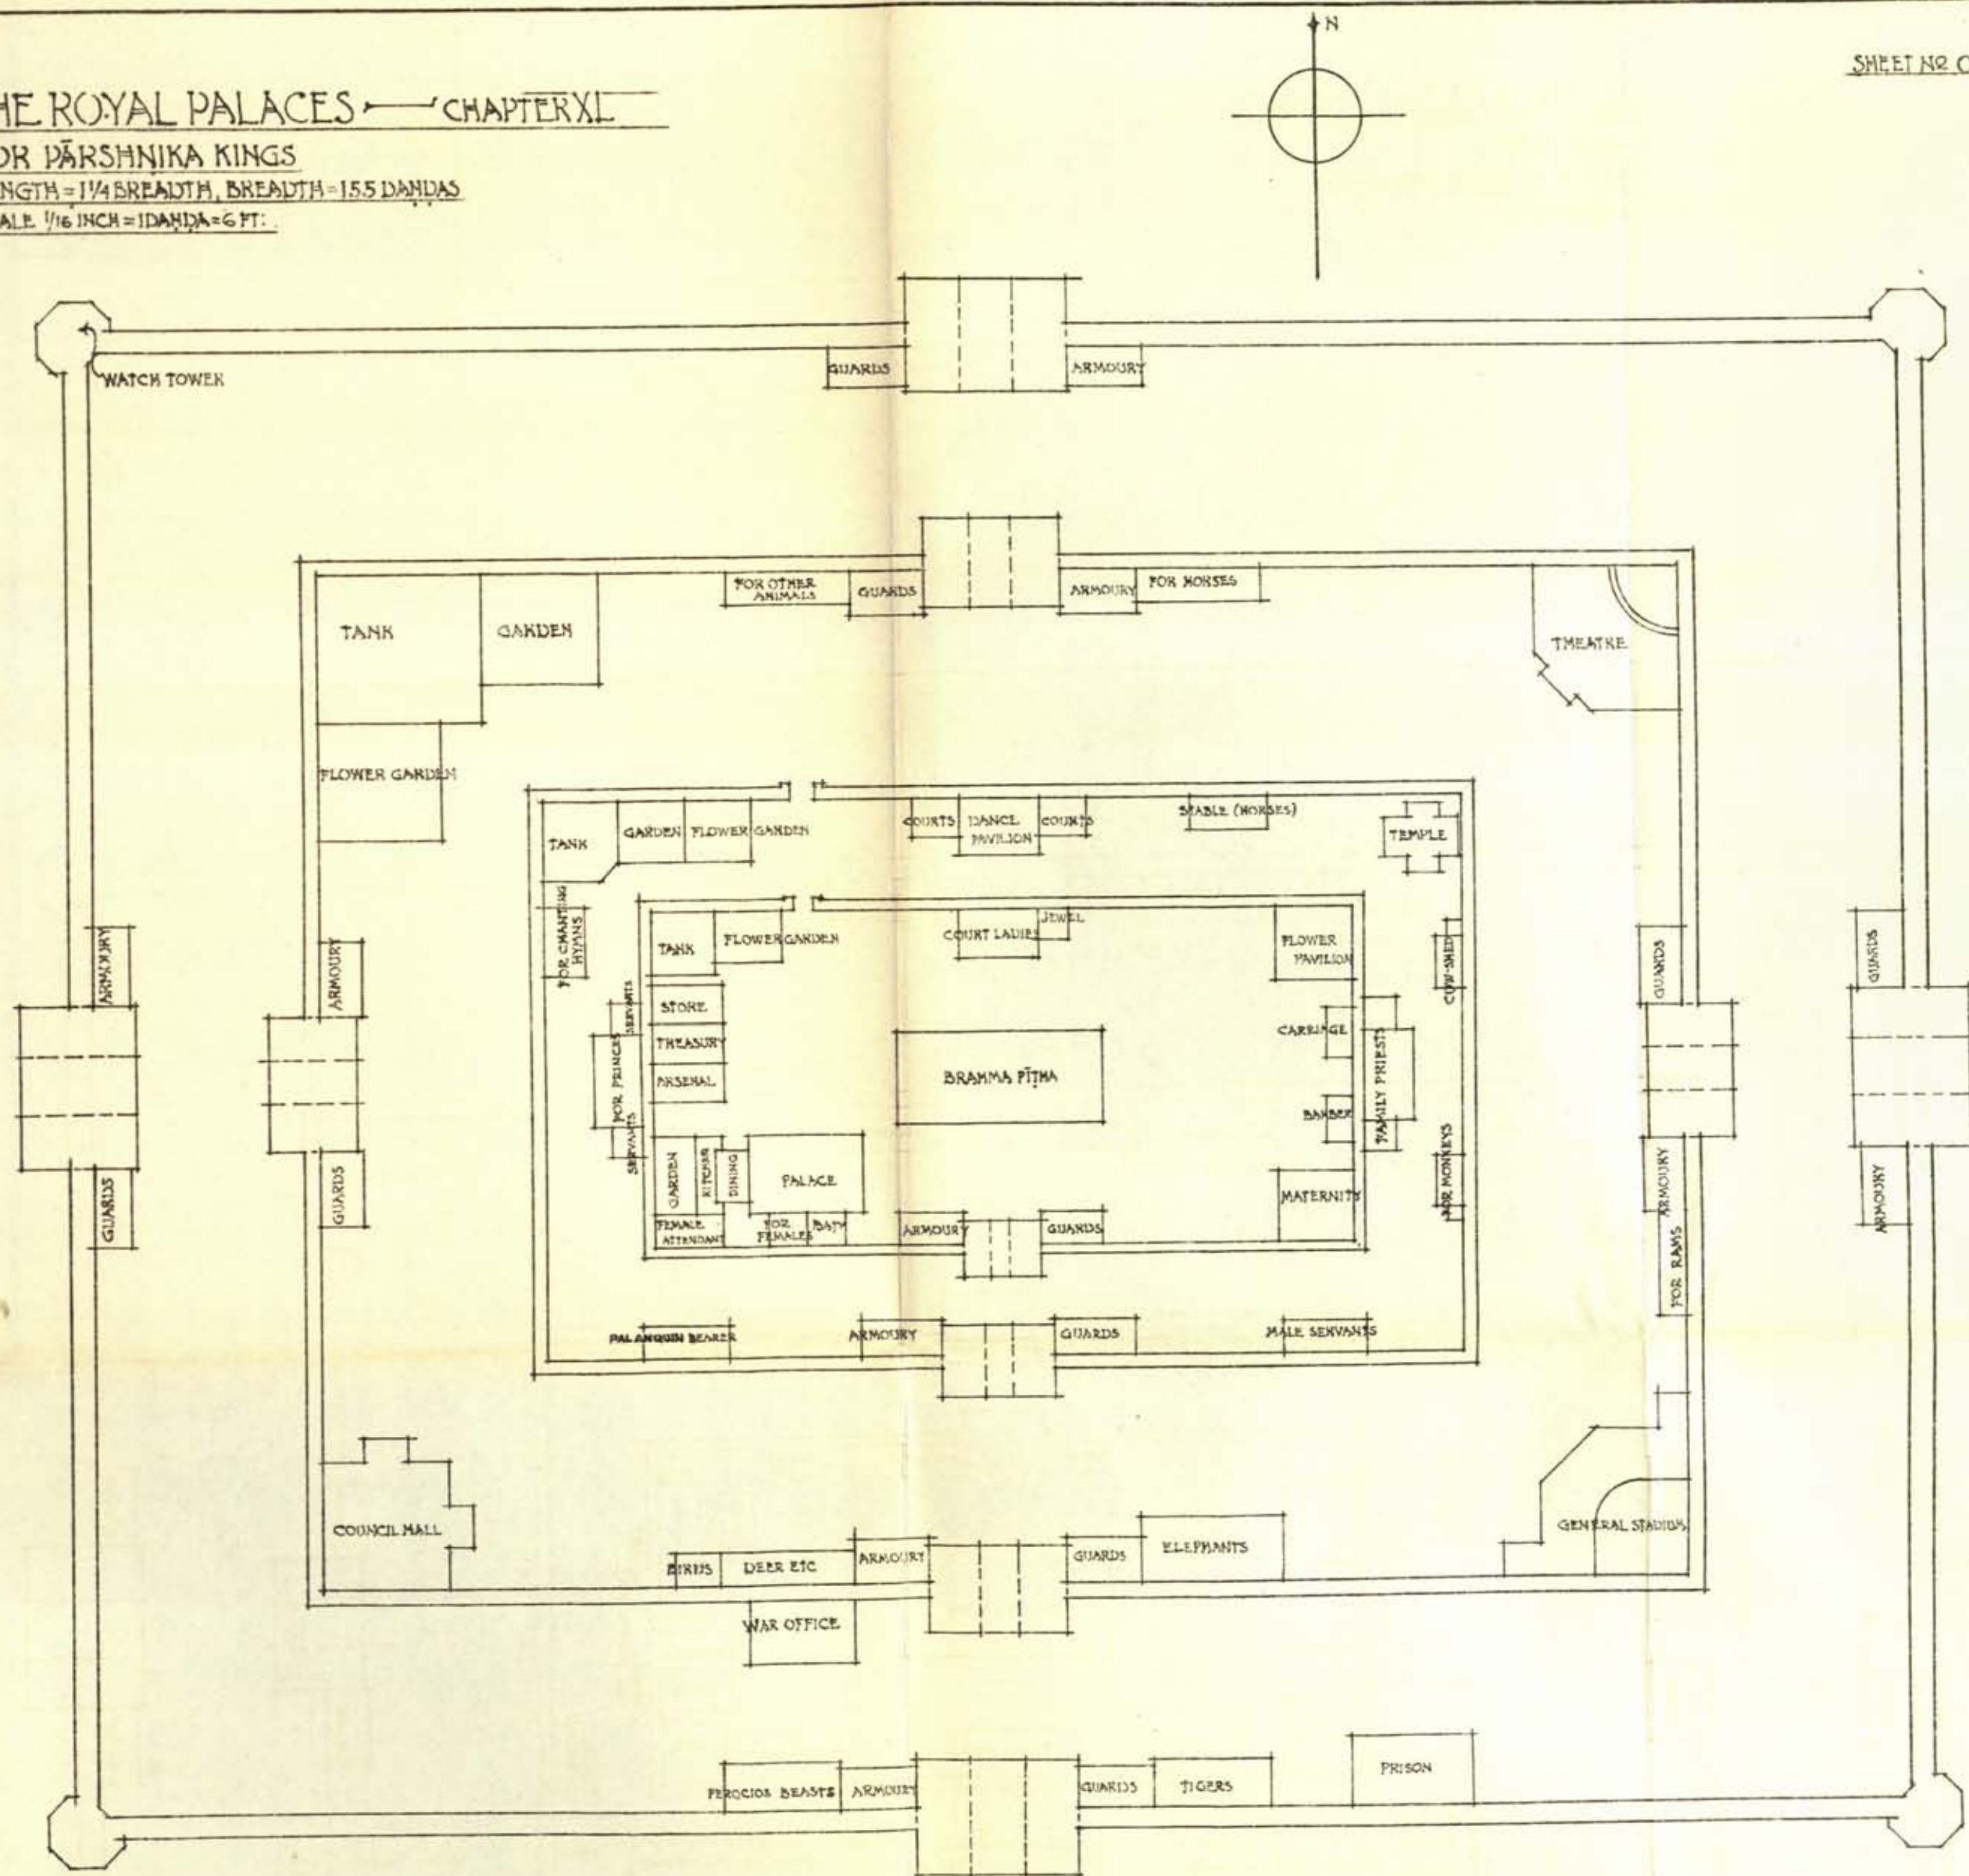 N
SHEET NO C
HE ROYAL PALACES — CHAPTER XL
OR PĀRSHNIKA KINGS
NGTH = 1 1/4 BREADTH, BREADTH = 155 DAṆḌAS
ALE 1/16 INCH = 1 DAṆḌA = 6 FT:
WATCH TOWER
GUARDS
ARMOURY
TANK
GARDEN
FOR OTHER
ANIMALS
GUARDS
ARMOURY
FOR HORSES
THEATRE
FLOWER GARDEN
TANK
GARDEN
FLOWER GARDEN
COURTS
DANCE
PAVILION
COURTS
STABLE (HORSES)
TEMPLE
ARMOURY
ARMOURY
FOR CHANTING
HYMNS
TANK
FLOWER GARDEN
COURT LADIES
JEWEL
FLOWER
PAVILION
COW-SHED
GUARDS
GUARDS
SERVANTS
FOR PRINCES
SERVANTS
STORE
TREASURY
ARSENAL
BRAHMA PĪṬHA
CARRIAGE
FAMILY PRIESTS
BARBER
FOR MONKEYS
GUARDS
GUARDS
GARDEN
KITCHEN
DINING
PALACE
MATERNITY
ARMOURY
ARMOURY
FEMALE
ATTENDANT
FOR
FEMALES
BATH
ARMOURY
GUARDS
FOR RAMS
PALANQUIN BEARER
ARMOURY
GUARDS
MALE SERVANTS
COUNCIL HALL
BIRDS
DEER ETC
ARMOURY
GUARDS
ELEPHANTS
GENERAL STADIUM
WAR OFFICE
FEROCIOS BEASTS
ARMOURY
GUARDS
TIGERS
PRISON